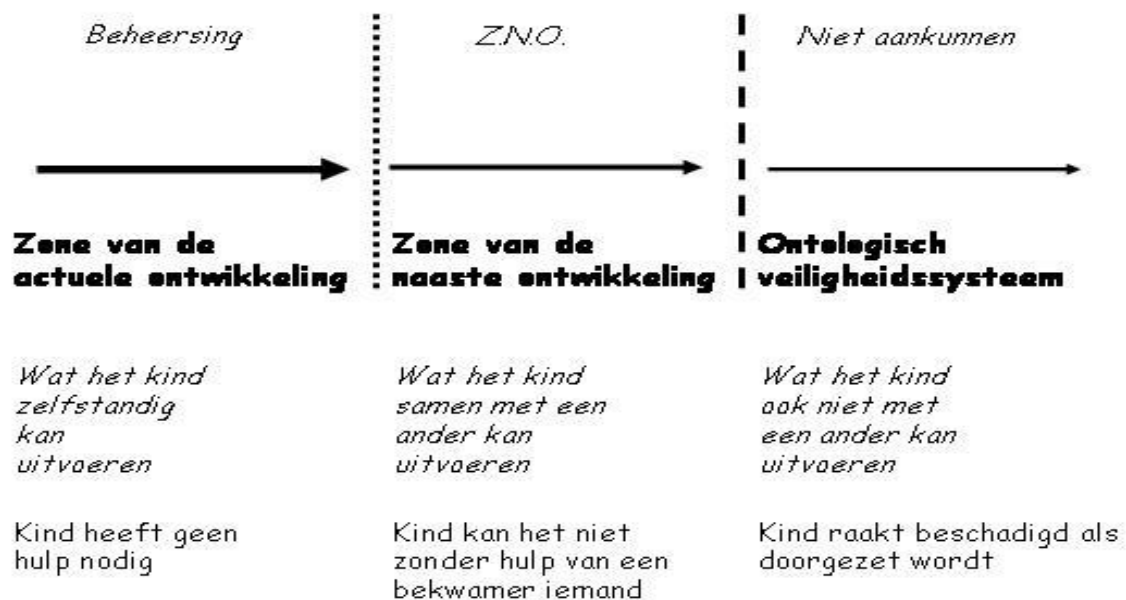 Beheersing
Z.N.O.
Niet aankunnen
Zone van de
actuele ontwikkeling
Zone van de
naaste ontwikkeling
Ontologisch
veiligheidssysteem
Wat het kind
zelfstandig
kan
uitvoeren
Wat het kind
samen met een
ander kan
uitvoeren
Wat het kind
ook niet met
een ander kan
uitvoeren
Kind heeft geen
hulp nodig
Kind kan het niet
zonder hulp van een
bekwamer iemand
Kind raakt beschadigd als
doorgezet wordt